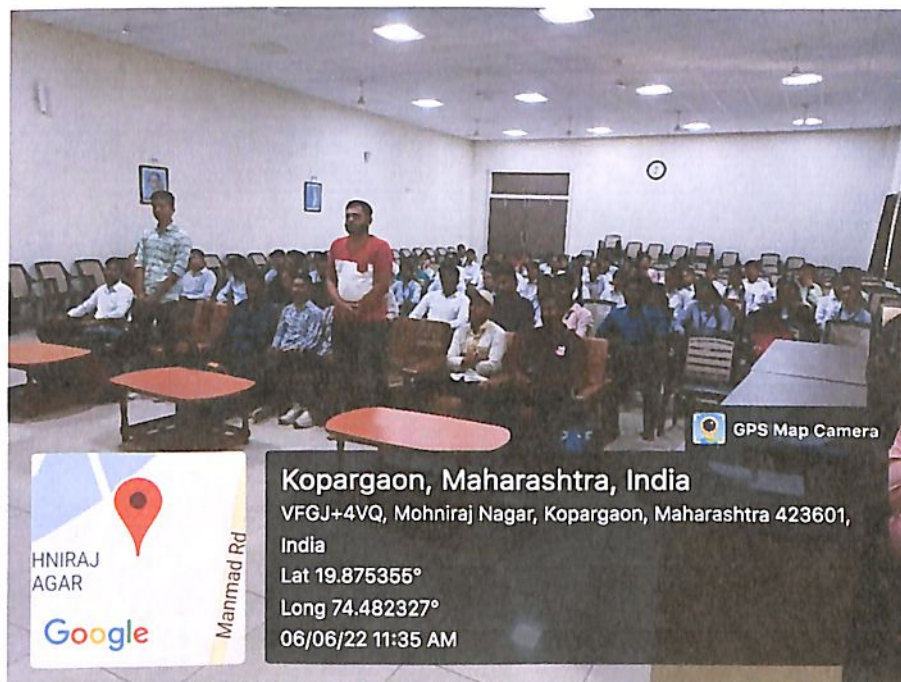 GPS Map Camera
Kopargaon, Maharashtra, India
VFGJ+4VQ, Mohniraj Nagar, Kopargaon, Maharashtra 423601,
India
Lat 19.875355°
Long 74.482327°
06/06/22 11:35 AM
HNIRAJ
AGAR
Manmad Rd
Google